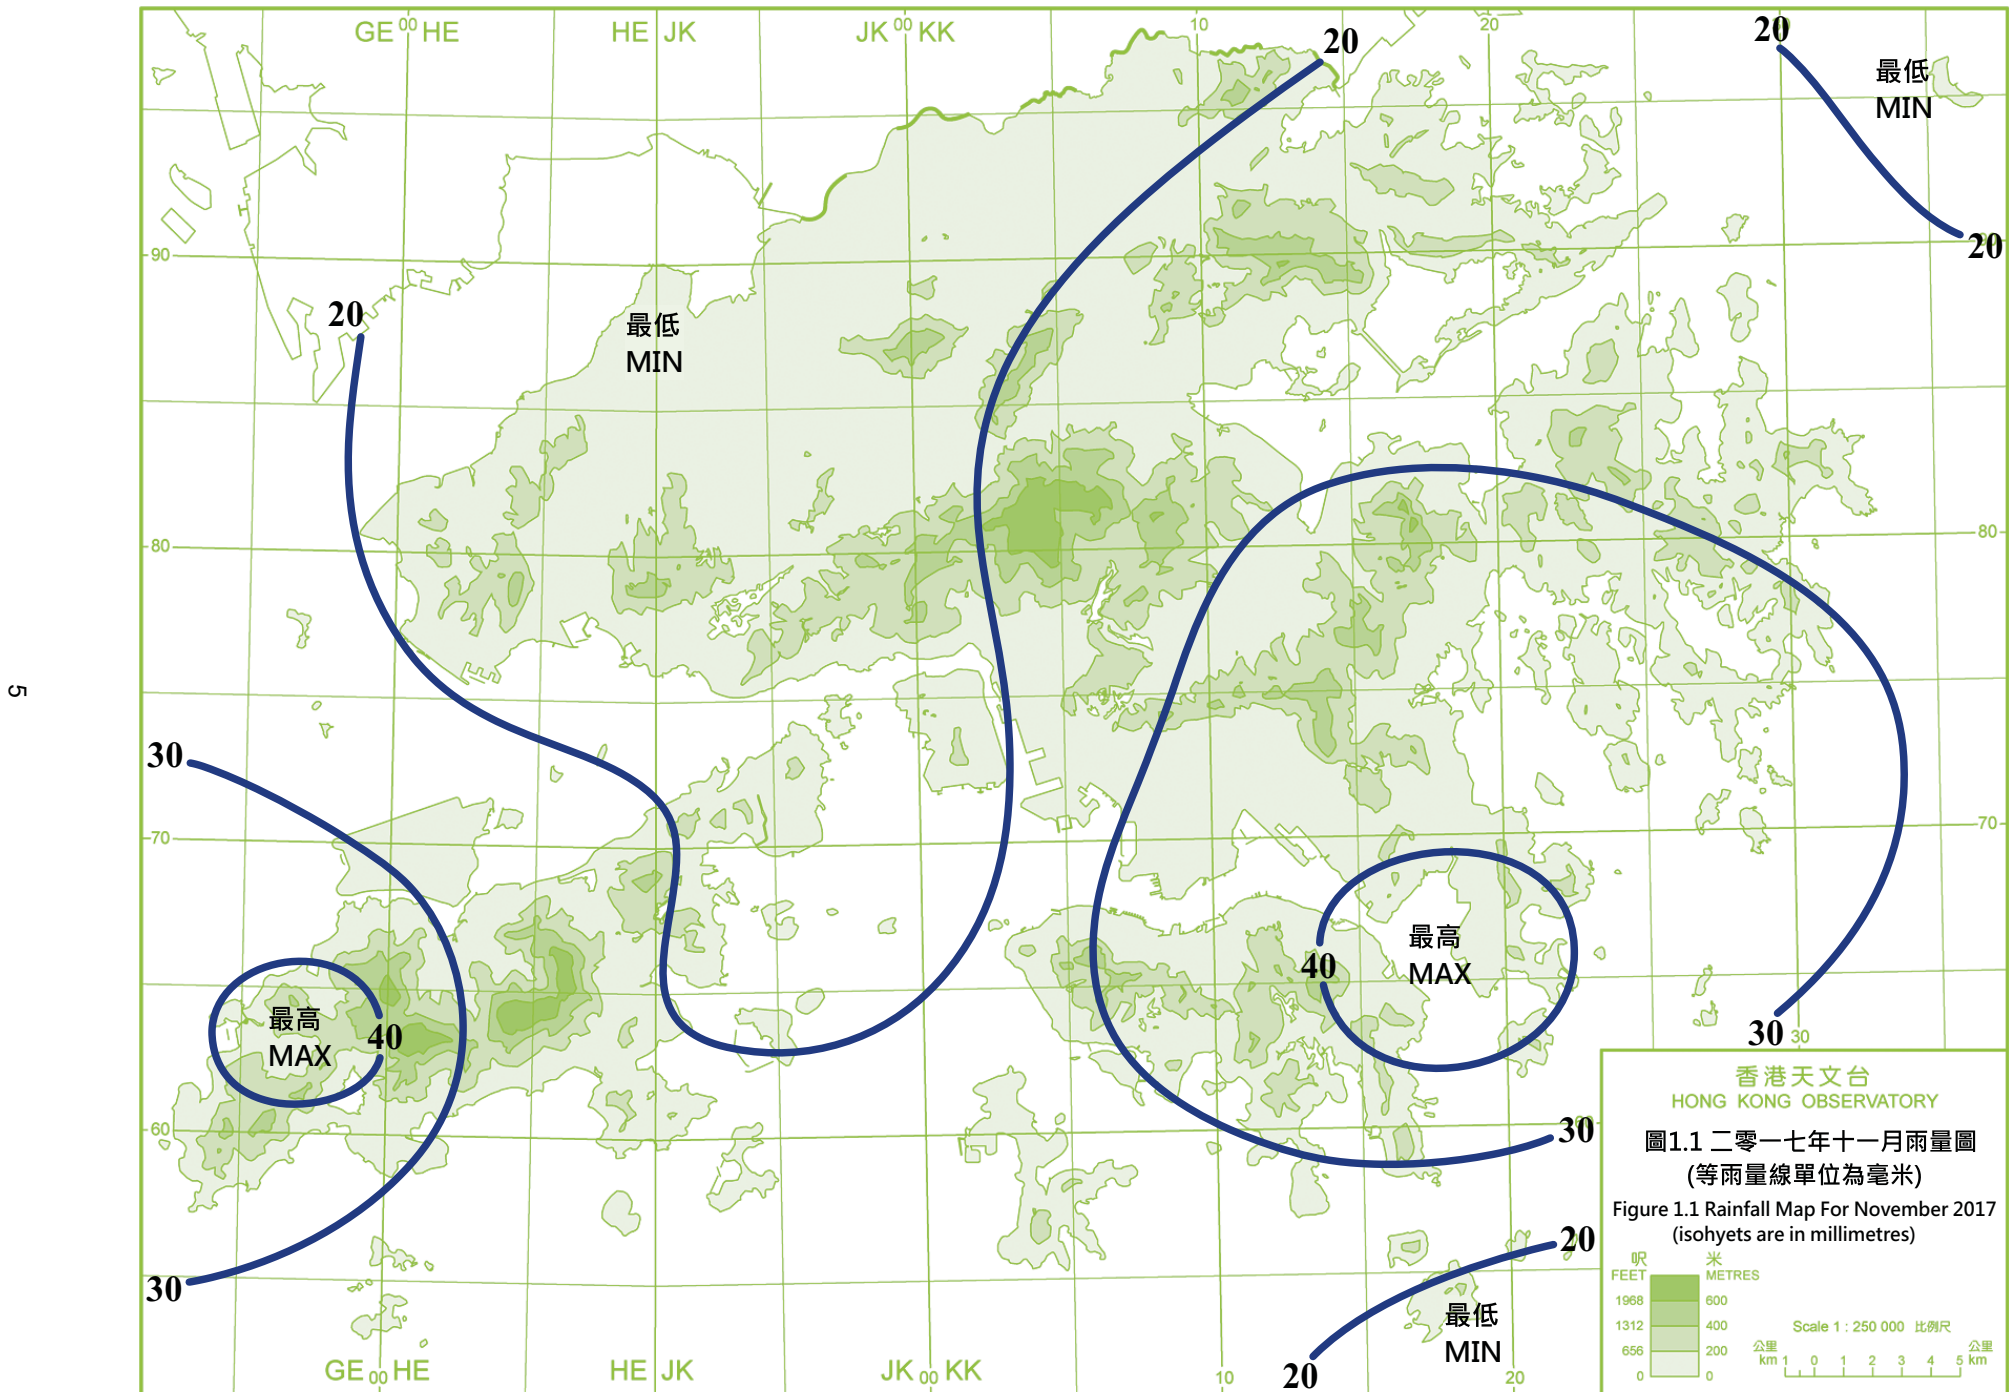 GE 00 HE
HE JK
JK 00 KK
10
20
20
20
最低
MIN
90
20
20
最低
MIN
80
80
5
30
70
70
最高
MAX
40
最高
MAX
40
30
30
60
30
20
30
最低
MIN
20
GE 00 HE
HE JK
JK 00 KK
10
20
香港天文台
HONG KONG OBSERVATORY
圖1.1 二零一七年十一月雨量圖
(等雨量線單位為毫米)
Figure 1.1 Rainfall Map For November 2017
(isohyets are in millimetres)
呎 米
FEET METRES
1968 600
1312 400
656 200
0 0
Scale 1 : 250 000 比例尺
公里 公里
km 1 0 1 2 3 4 5 km